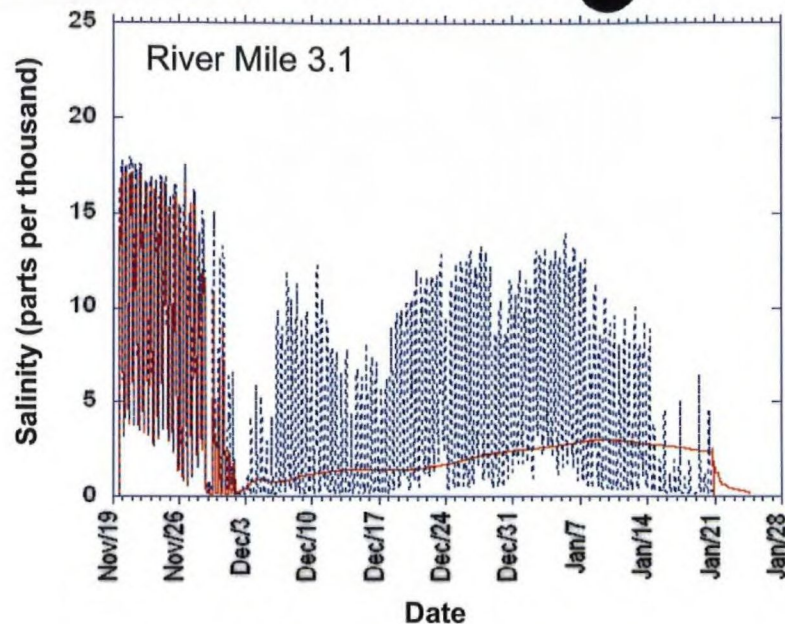 River Mile 3.1
Salinity (parts per thousand)
25
20
15
10
5
0
Nov/19
Nov/26
Dec/3
Dec/10
Dec/17
Dec/24
Dec/31
Jan/7
Jan/14
Jan/21
Jan/28
Date